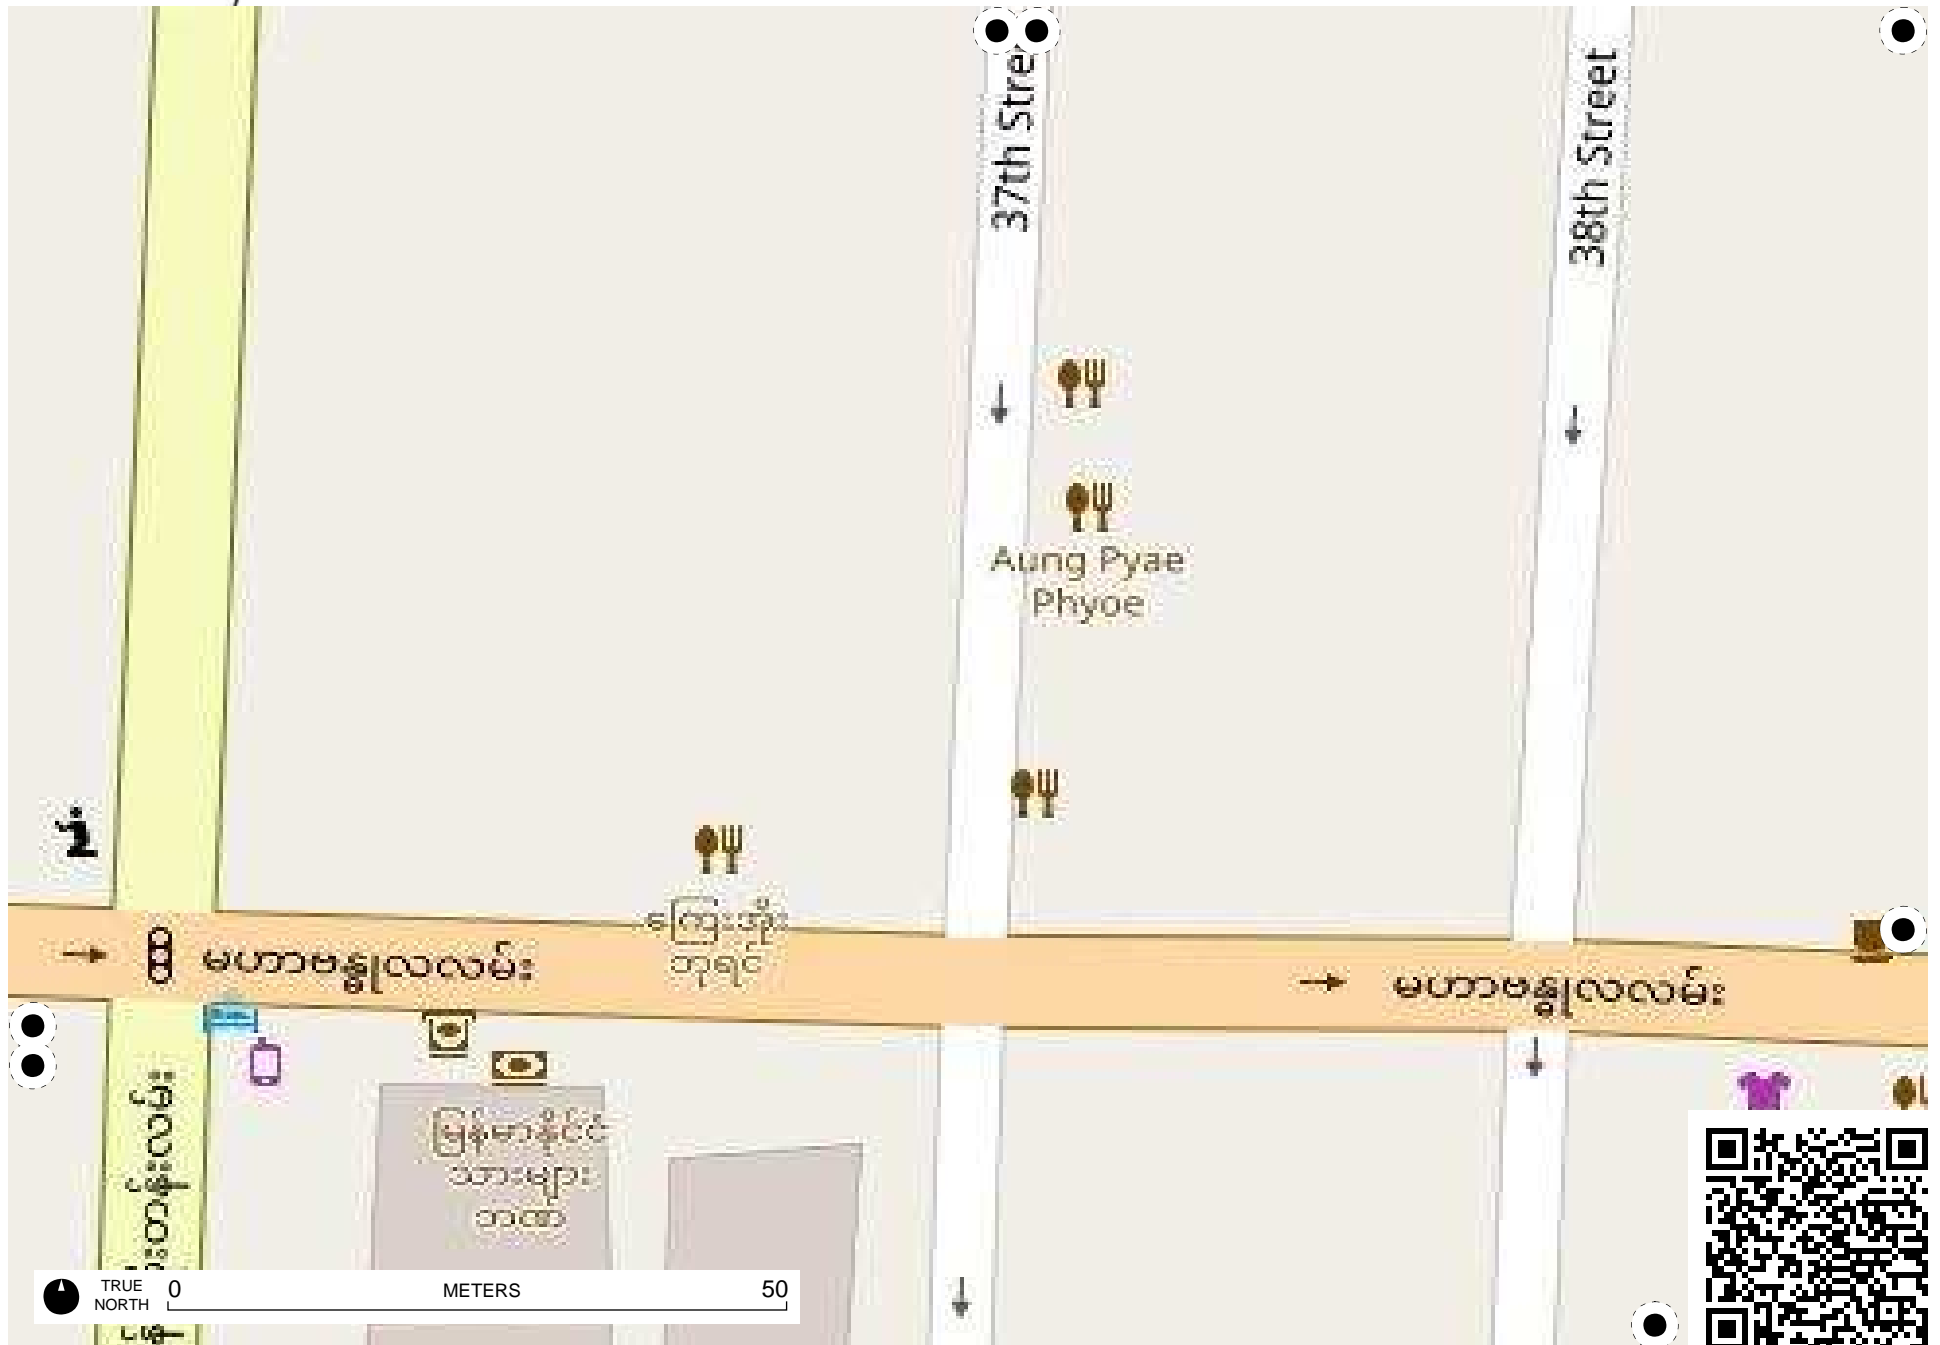 37th Stre
38th Street
Aung Pyae
Phyoe
ကြေးအိုး
ဘုရင်
မဟာဗန္ဓုလလမ်း
မဟာဗန္ဓုလလမ်း
မြန်မာနိုင်ငံ
သားများ
ဘဏ်
TRUE
NORTH
0
METERS
50